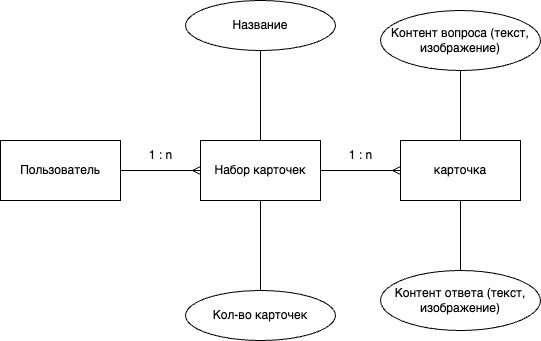 Название
Контент вопроса (текст,
изображение)
1 : n
1 : n
Пользователь
Набор карточек
карточка
Кол-во карточек
Контент ответа (текст,
изображение)